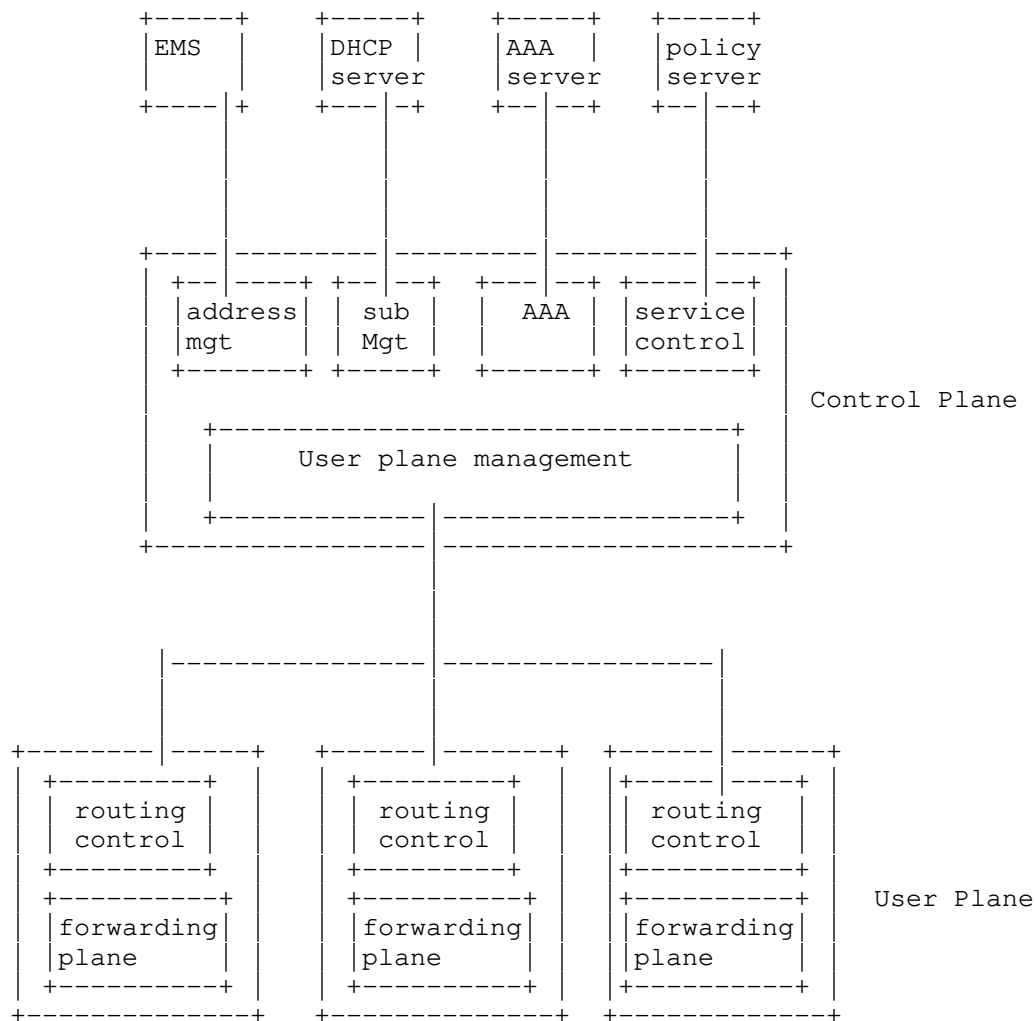 EMS DHCP AAA policy
server server server
address sub AAA service
mgt Mgt control
Control Plane
User plane management
routing routing routing
control control control
User Plane
forwarding forwarding forwarding
plane plane plane